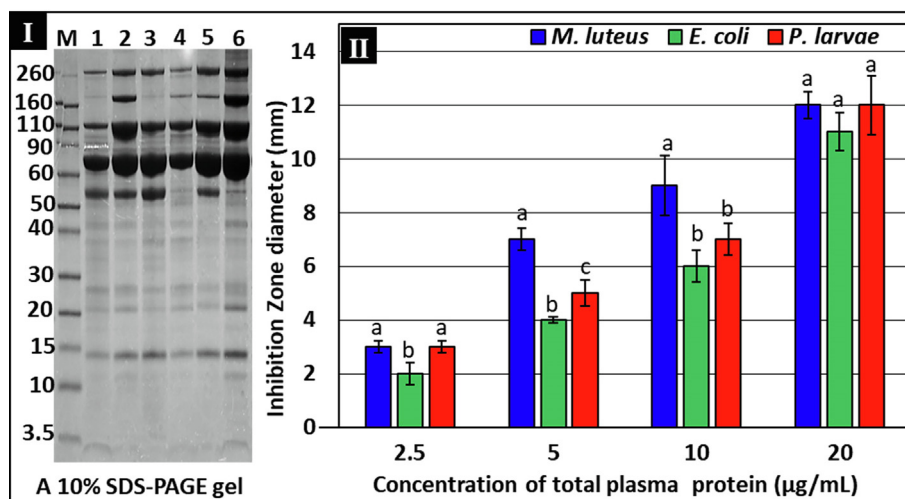 I
M 1 2 3 4 5 6
260
160
110
90
60
50
40
30
20
15
10
3.5
A 10% SDS-PAGE gel
II
M. luteus E. coli P. larvae
Inhibition Zone diameter (mm)
14
12
10
8
6
4
2
0
a b a
a b c
a b b
a a a
2.5 5 10 20
Concentration of total plasma protein (µg/mL)